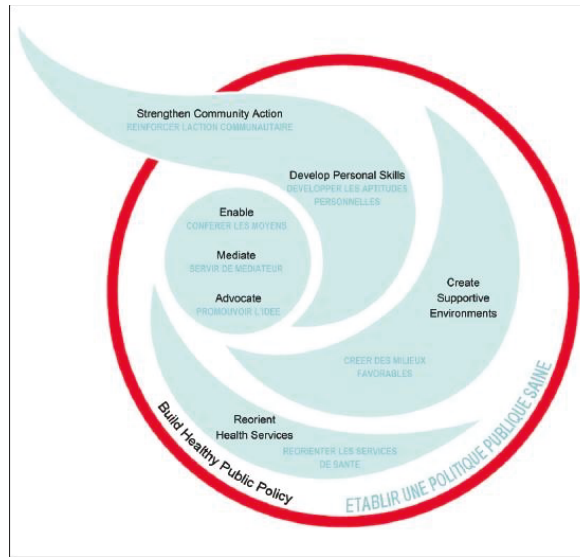 Strengthen Community Action
REINFORCER LACTION COMMUNAUTAIRE
Develop Personal Skills
DEVELOPPER LES APTITUDES
PERSONNELLES
Enable
CONFERER LES MOYENS
Mediate
SERVIR DE MEDIATEUR
Advocate
PROMOUVOIR L'IDEE
Create
Supportive
Environments
CREER DES MILIEUX
FAVORABLES
Reorient
Health Services
REORIENTER LES SERVICES
DE SANTE
Build Healthy Public Policy
ETABLIR UNE POLITIQUE PUBLIQUE SAINE